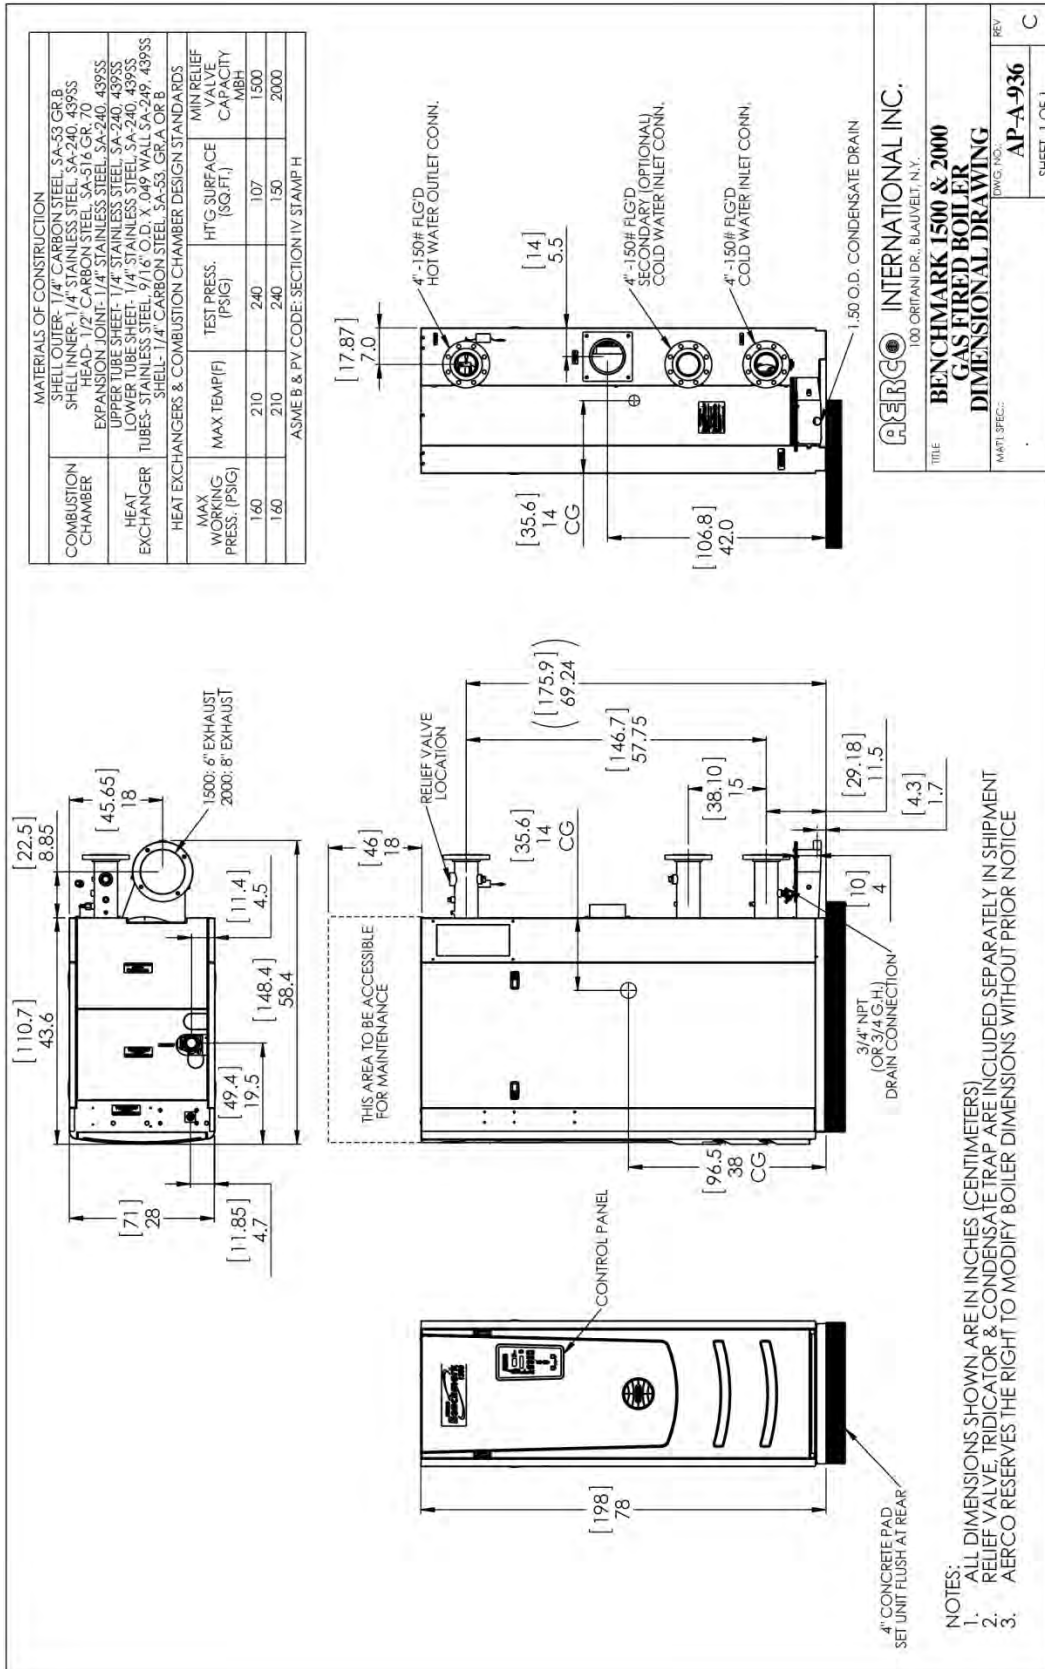 MATERIALS OF CONSTRUCTION
COMBUSTION
CHAMBER
SHELL OUTER- 1/4" CARBON STEEL, SA-53 GR.B
SHELL INNER- 1/4" STAINLESS STEEL, SA-240, 439SS
HEAD- 1/2" CARBON STEEL, SA-516 GR. 70
EXPANSION JOINT- 1/4" STAINLESS STEEL, SA-240, 439SS
HEAT
EXCHANGER
UPPER TUBE SHEET- 1/4" STAINLESS STEEL, SA-240, 439SS
LOWER TUBE SHEET- 1/4" STAINLESS STEEL, SA-240, 439SS
TUBES- STAINLESS STEEL, 9/16" O.D. X .049 WALL SA-249, 439SS
SHELL- 1/4" CARBON STEEL, SA-53, GR.A OR B
HEAT EXCHANGERS & COMBUSTION CHAMBER DESIGN STANDARDS
MAX WORKING PRESS. (PSIG) MAX TEMP(F) TEST PRESS. (PSIG) HTG SURFACE (SQ.FT.) MIN RELIEF VALVE CAPACITY MBH
160 210 240 107 1500
160 210 240 150 2000
ASME B & PV CODE: SECTION IV STAMP H
[110.7]
43.6
[22.5]
8.85
[45.65]
18
1500: 6" EXHAUST
2000: 8" EXHAUST
[11.4]
4.5
[148.4]
58.4
[49.4]
19.5
[71]
28
[11.85]
4.7
THIS AREA TO BE ACCESSIBLE
FOR MAINTENANCE
[46]
18
RELIEF VALVE
LOCATION
[35.6]
14
CG
[175.9]
69.24
[146.7]
57.75
[38.10]
15
[29.18]
11.5
[4.3]
1.7
[10]
4
3/4" NPT
(OR 3/4 G.H.)
DRAIN CONNECTION
[96.5]
38
CG
[17.87]
7.0
4" -150# FLG'D
HOT WATER OUTLET CONN.
[14]
5.5
4" -150# FLG'D
SECONDARY (OPTIONAL)
COLD WATER INLET CONN.
4" -150# FLG'D
COLD WATER INLET CONN.
1.50 O.D. CONDENSATE DRAIN
[35.6]
14
CG
[106.8]
42.0
Benchmark
CONTROL PANEL
[198]
78
4" CONCRETE PAD
SET UNIT FLUSH AT REAR
NOTES:
1. ALL DIMENSIONS SHOWN ARE IN INCHES (CENTIMETERS)
2. RELIEF VALVE, TRIDICATOR & CONDENSATE TRAP ARE INCLUDED SEPARATELY IN SHIPMENT
3. AERCO RESERVES THE RIGHT TO MODIFY BOILER DIMENSIONS WITHOUT PRIOR NOTICE
AERCO INTERNATIONAL INC.
100 ORITANI DR., BLAUVELT, N.Y.
TITLE
BENCHMARK 1500 & 2000
GAS FIRED BOILER
DIMENSIONAL DRAWING
MAT'L SPEC.:
DWG. NO.
AP-A-936
REV
C
SHEET 1 OF 1